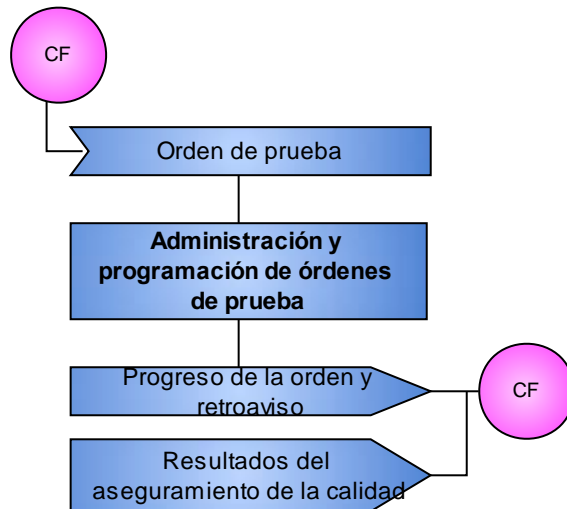 CF
Orden de prueba
Administración y
programación de órdenes
de prueba
Progreso de la orden y
retroaviso
CF
Resultados del
aseguramiento de la calidad